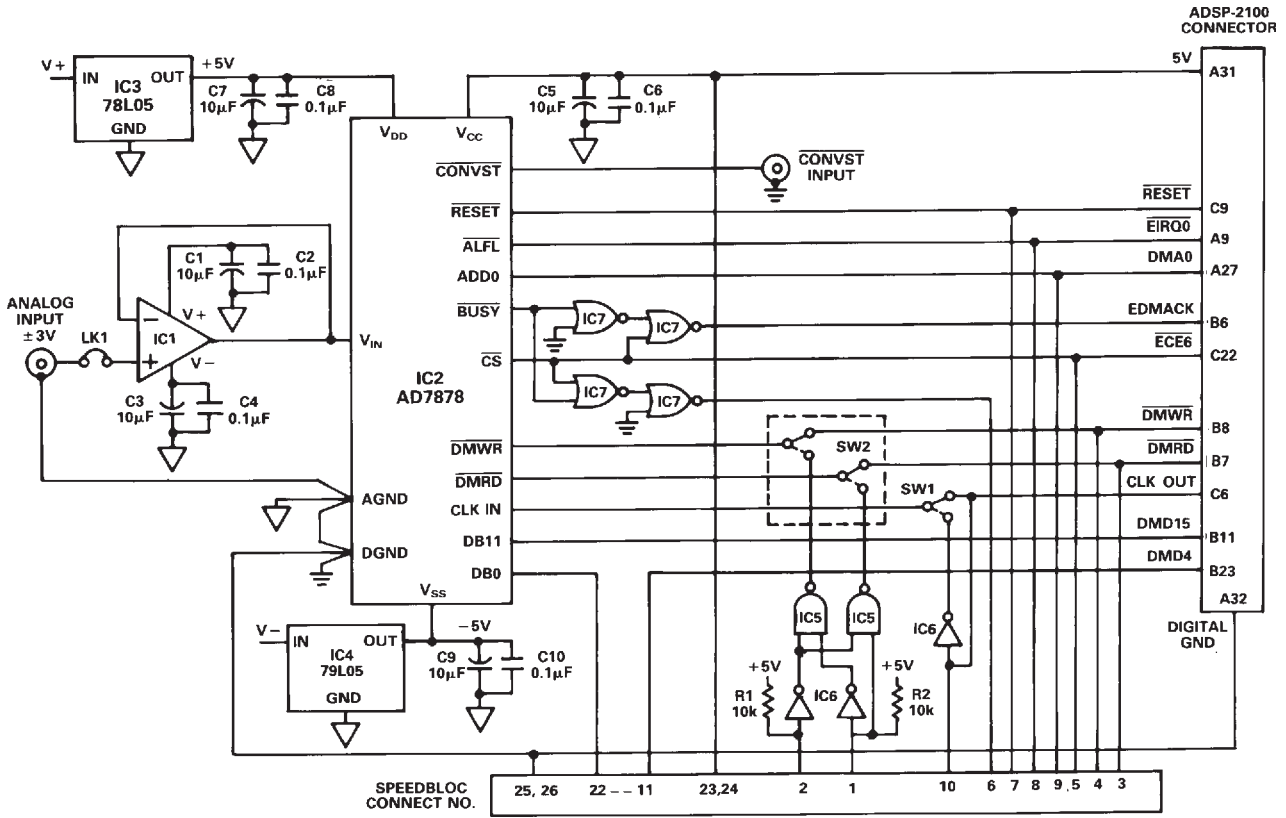 ADSP-2100
CONNECTOR
V+
IN
IC3
78L05
OUT
GND
+5V
C7
10µF
C8
0.1µF
C5
10µF
C6
0.1µF
5V
A31
VDD
VCC
CONVST
CONVST
INPUT
RESET
RESET
C9
ALFL
EIRQ0
A9
ADD0
DMA0
A27
C1
10µF
C2
0.1µF
ANALOG
INPUT
±3V
LK1
−
+
IC1
V+
V−
VIN
BUSY
IC7
IC7
EDMACK
B6
CS
ECE6
C22
IC7
IC7
IC2
AD7878
C3
10µF
C4
0.1µF
DMWR
DMWR
B8
SW2
DMRD
DMRD
B7
SW1
CLK IN
CLK OUT
C6
AGND
DB11
DMD15
B11
DGND
DB0
DMD4
B23
VSS
A32
DIGITAL
GND
IC5
IC5
IC6
V−
IN
OUT
IC4
79L05
GND
−5V
C9
10µF
C10
0.1µF
+5V
R1
10k
IC6
+5V
R2
10k
SPEEDBLOC
CONNECT NO.
25, 26
22 – – 11
23,24
2
1
10
6
7
8
9
5
4
3